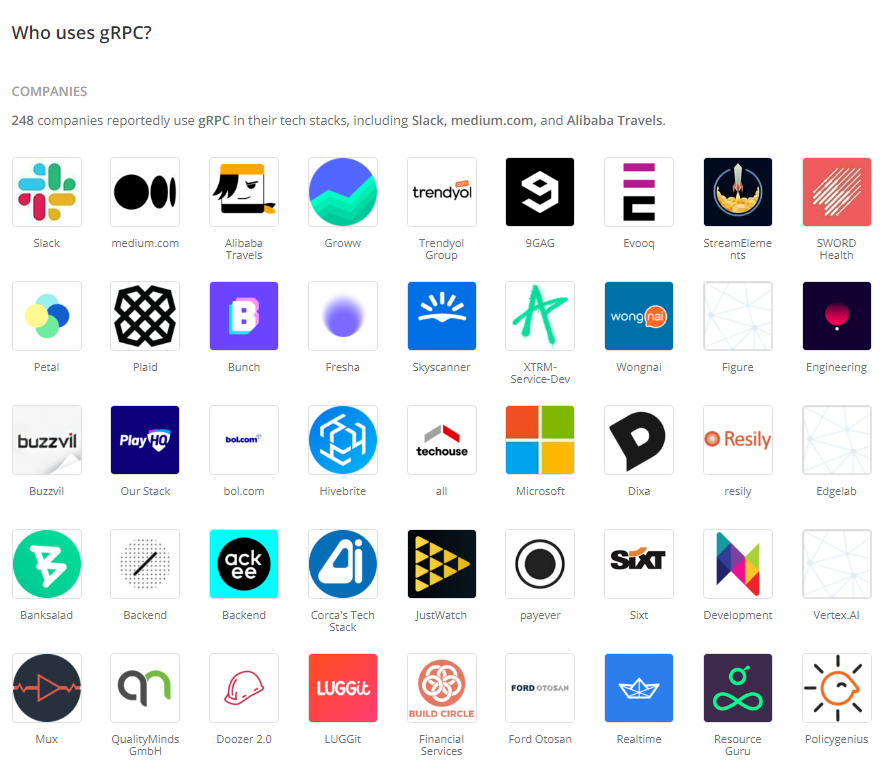 Who uses gRPC?
COMPANIES
248 companies reportedly use gRPC in their tech stacks, including Slack, medium.com, and Alibaba Travels.
trendyol
Slack
medium.com
Alibaba
Travels
Groww
Trendyol
Group
9GAG
Evooq
StreamEleme
nts
SWORD
Health
B
wongnai
Petal
Plaid
Bunch
Fresha
Skyscanner
XTRM-
Service-Dev
Wongnai
Figure
Engineering
buzzvil
Play HQ
bol.com
techouse
Resily
Buzzvil
Our Stack
bol.com
Hivebrite
all
Microsoft
Dixa
resily
Edgelab
ack
ee
SIXT
Banksalad
Backend
Backend
Corca's Tech
Stack
JustWatch
payever
Sixt
Development
Vertex.AI
LUGGit
BUILD CIRCLE
FORD OTOSAN
Mux
QualityMinds
GmbH
Doozer 2.0
LUGGit
Financial
Services
Ford Otosan
Realtime
Resource
Guru
Policygenius